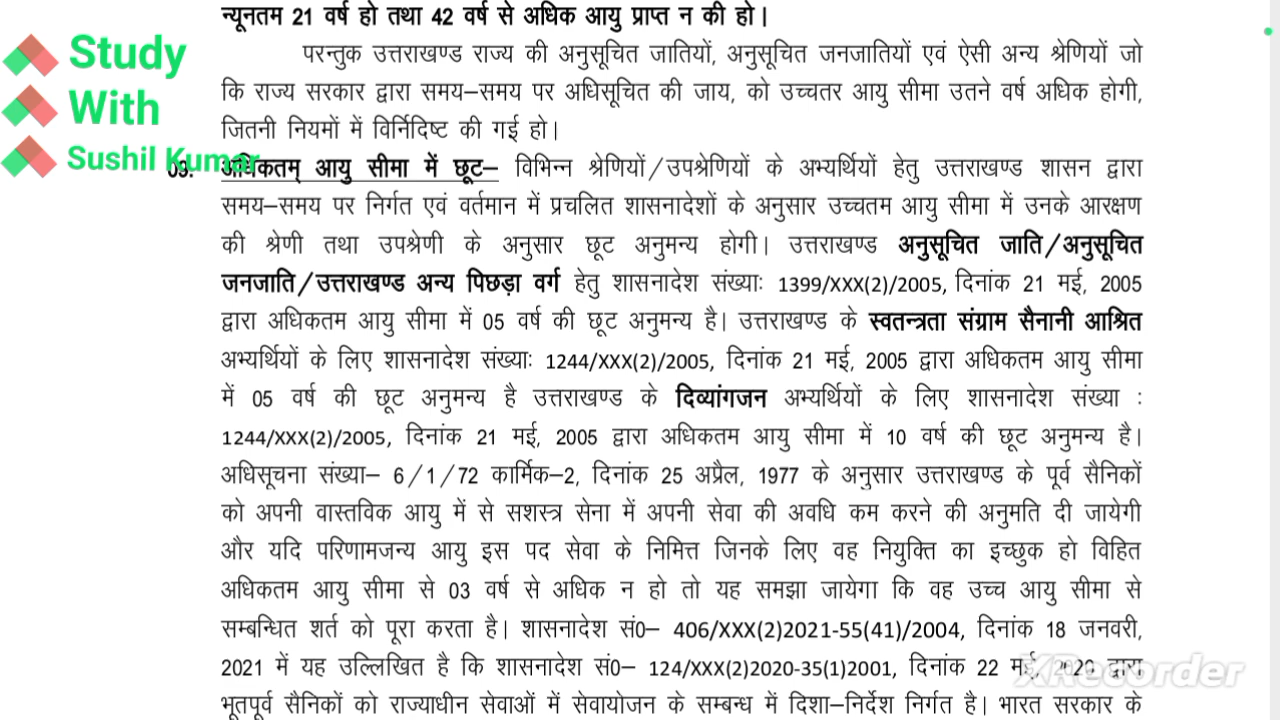 न्यूनतम 21 वर्ष हो तथा 42 वर्ष से अधिक आयु प्राप्त न की हो।
Study
With
Sushil Kumar
परन्तुक उत्तराखण्ड राज्य की अनुसूचित जातियों, अनुसूचित जनजातियों एवं ऐसी अन्य श्रेणियों जो
कि राज्य सरकार द्वारा समय–समय पर अधिसूचित की जाय, को उच्चतर आयु सीमा उतने वर्ष अधिक होगी,
जितनी नियमों में विर्निदिष्ट की गई हो।
09. अधिकतम् आयु सीमा में छूट– विभिन्न श्रेणियों/उपश्रेणियों के अभ्यर्थियों हेतु उत्तराखण्ड शासन द्वारा
समय–समय पर निर्गत एवं वर्तमान में प्रचलित शासनादेशों के अनुसार उच्चतम आयु सीमा में उनके आरक्षण
की श्रेणी तथा उपश्रेणी के अनुसार छूट अनुमन्य होगी। उत्तराखण्ड अनुसूचित जाति/अनुसूचित
जनजाति/उत्तराखण्ड अन्य पिछड़ा वर्ग हेतु शासनादेश संख्याः 1399/XXX(2)/2005, दिनांक 21 मई, 2005
द्वारा अधिकतम आयु सीमा में 05 वर्ष की छूट अनुमन्य है। उत्तराखण्ड के स्वतन्त्रता संग्राम सैनानी आश्रित
अभ्यर्थियों के लिए शासनादेश संख्याः 1244/XXX(2)/2005, दिनांक 21 मई, 2005 द्वारा अधिकतम आयु सीमा
में 05 वर्ष की छूट अनुमन्य है उत्तराखण्ड के दिव्यांगजन अभ्यर्थियों के लिए शासनादेश संख्या :
1244/XXX(2)/2005, दिनांक 21 मई, 2005 द्वारा अधिकतम आयु सीमा में 10 वर्ष की छूट अनुमन्य है।
अधिसूचना संख्या– 6/1/72 कार्मिक–2, दिनांक 25 अप्रैल, 1977 के अनुसार उत्तराखण्ड के पूर्व सैनिकों
को अपनी वास्तविक आयु में से सशस्त्र सेना में अपनी सेवा की अवधि कम करने की अनुमति दी जायेगी
और यदि परिणामजन्य आयु इस पद सेवा के निमित्त जिनके लिए वह नियुक्ति का इच्छुक हो विहित
अधिकतम आयु सीमा से 03 वर्ष से अधिक न हो तो यह समझा जायेगा कि वह उच्च आयु सीमा से
सम्बन्धित शर्त को पूरा करता है। शासनादेश सं0– 406/XXX(2)2021-55(41)/2004, दिनांक 18 जनवरी,
2021 में यह उल्लिखित है कि शासनादेश सं0– 124/XXX(2)2020-35(1)2001, दिनांक 22 मई, 2020 द्वारा
XRecorder
भूतपूर्व सैनिकों को राज्याधीन सेवाओं में सेवायोजन के सम्बन्ध में दिशा–निर्देश निर्गत है। भारत सरकार के